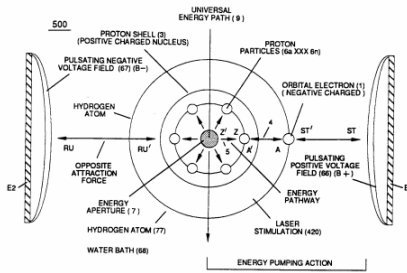 500
UNIVERSAL
ENERGY PATH (9)
PROTON SHELL (3)
(POSITIVE CHARGED NUCLEUS)
PROTON
PARTICLES (6a XXX 6n)
PULSATING NEGATIVE
VOLTAGE FIELD (67) (B-)
ORBITAL ELECTRON (1)
(NEGATIVE CHARGED)
HYDROGEN
ATOM
Z' Z A' 4 A ST' ST
5
RU RU'
OPPOSITE
ATTRACTION
FORCE
PULSATING
POSITIVE VOLTAGE
FIELD (66) (B+)
E2
ENERGY
APERTURE (7)
ENERGY
PATHWAY
HYDROGEN ATOM (77)
LASER
STIMULATION (420)
WATER BATH (68)
ENERGY PUMPING ACTION